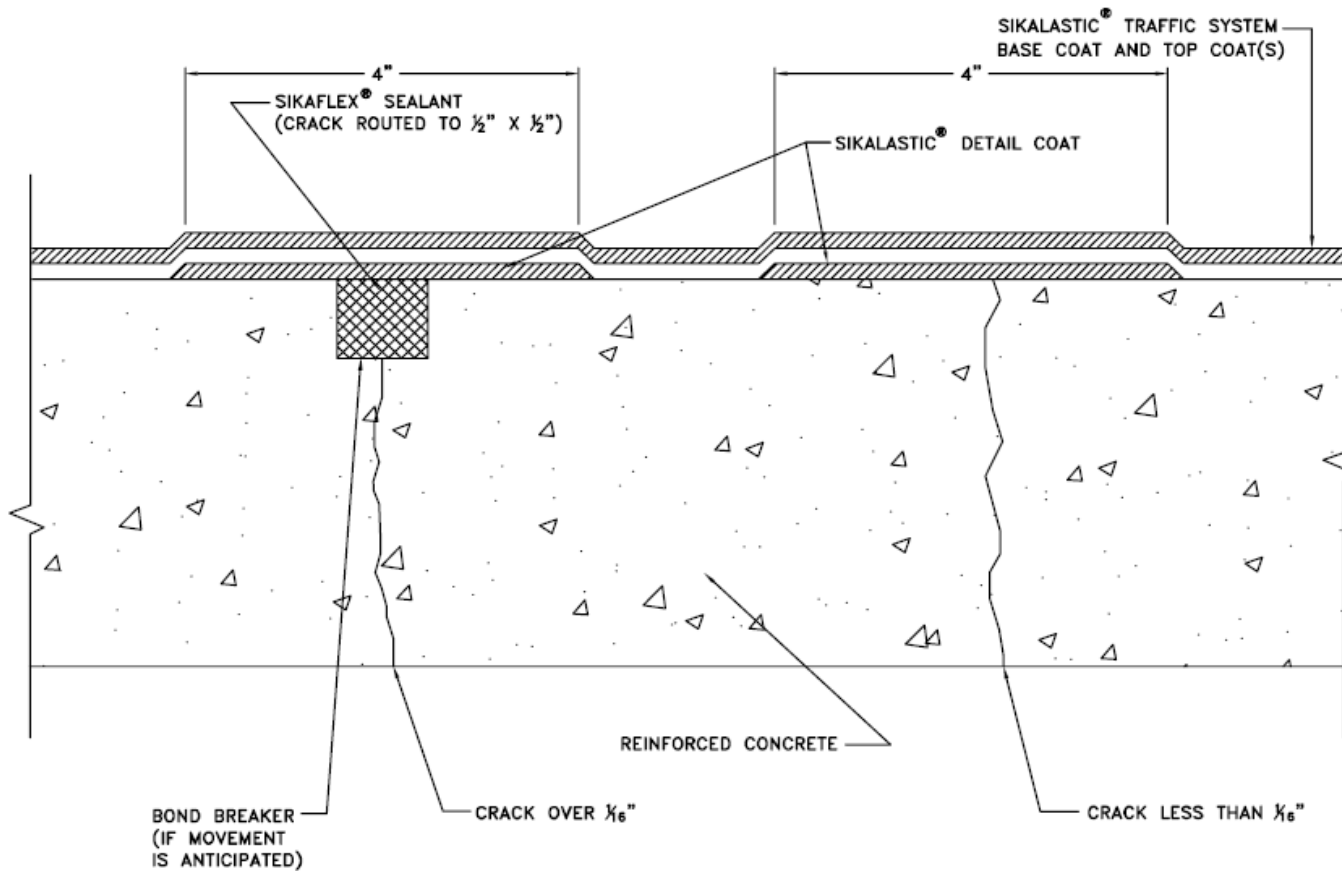 SIKALASTIC® TRAFFIC SYSTEM
BASE COAT AND TOP COAT(S)
4"
4"
SIKAFLEX® SEALANT
(CRACK ROUTED TO ½" X ½")
SIKALASTIC® DETAIL COAT
REINFORCED CONCRETE
BOND BREAKER
(IF MOVEMENT
IS ANTICIPATED)
CRACK OVER 1⁄16"
CRACK LESS THAN 1⁄16"